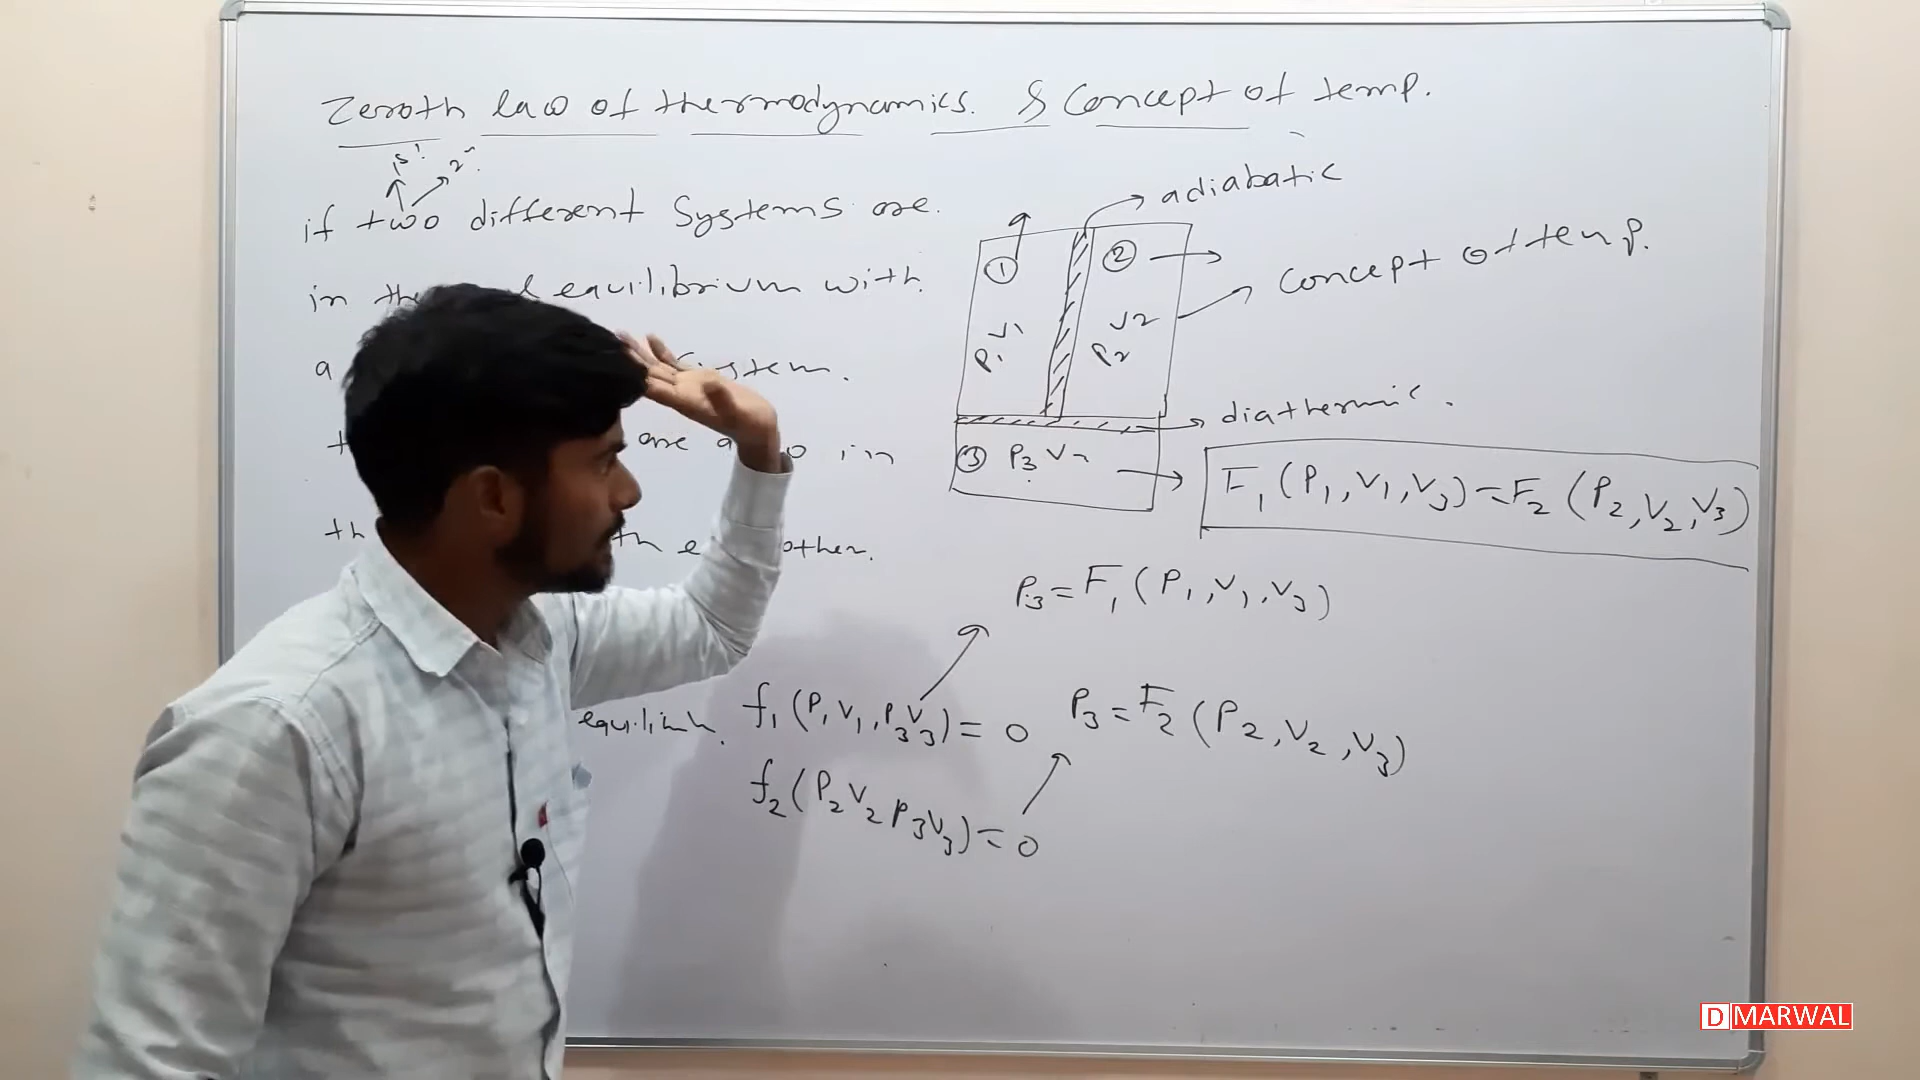 Zeroth law of thermodynamics. & Concept of temp.
1st 2n
if two different systems are.
in equilibrium with
a system.
are also in
other.
adiabatic
1 2
Concept of temp.
V1 V2
P1 P2
diathermic.
3 P3 V3
F1 (P1, V1, V3) = F2 (P2, V2, V3)
P3 = F1 (P1, V1, V3)
f1 (P1 V1, P3 V3) = 0
P3 = F2 (P2, V2, V3)
f2 (P2 V2 P3 V3) = 0
D MARWAL